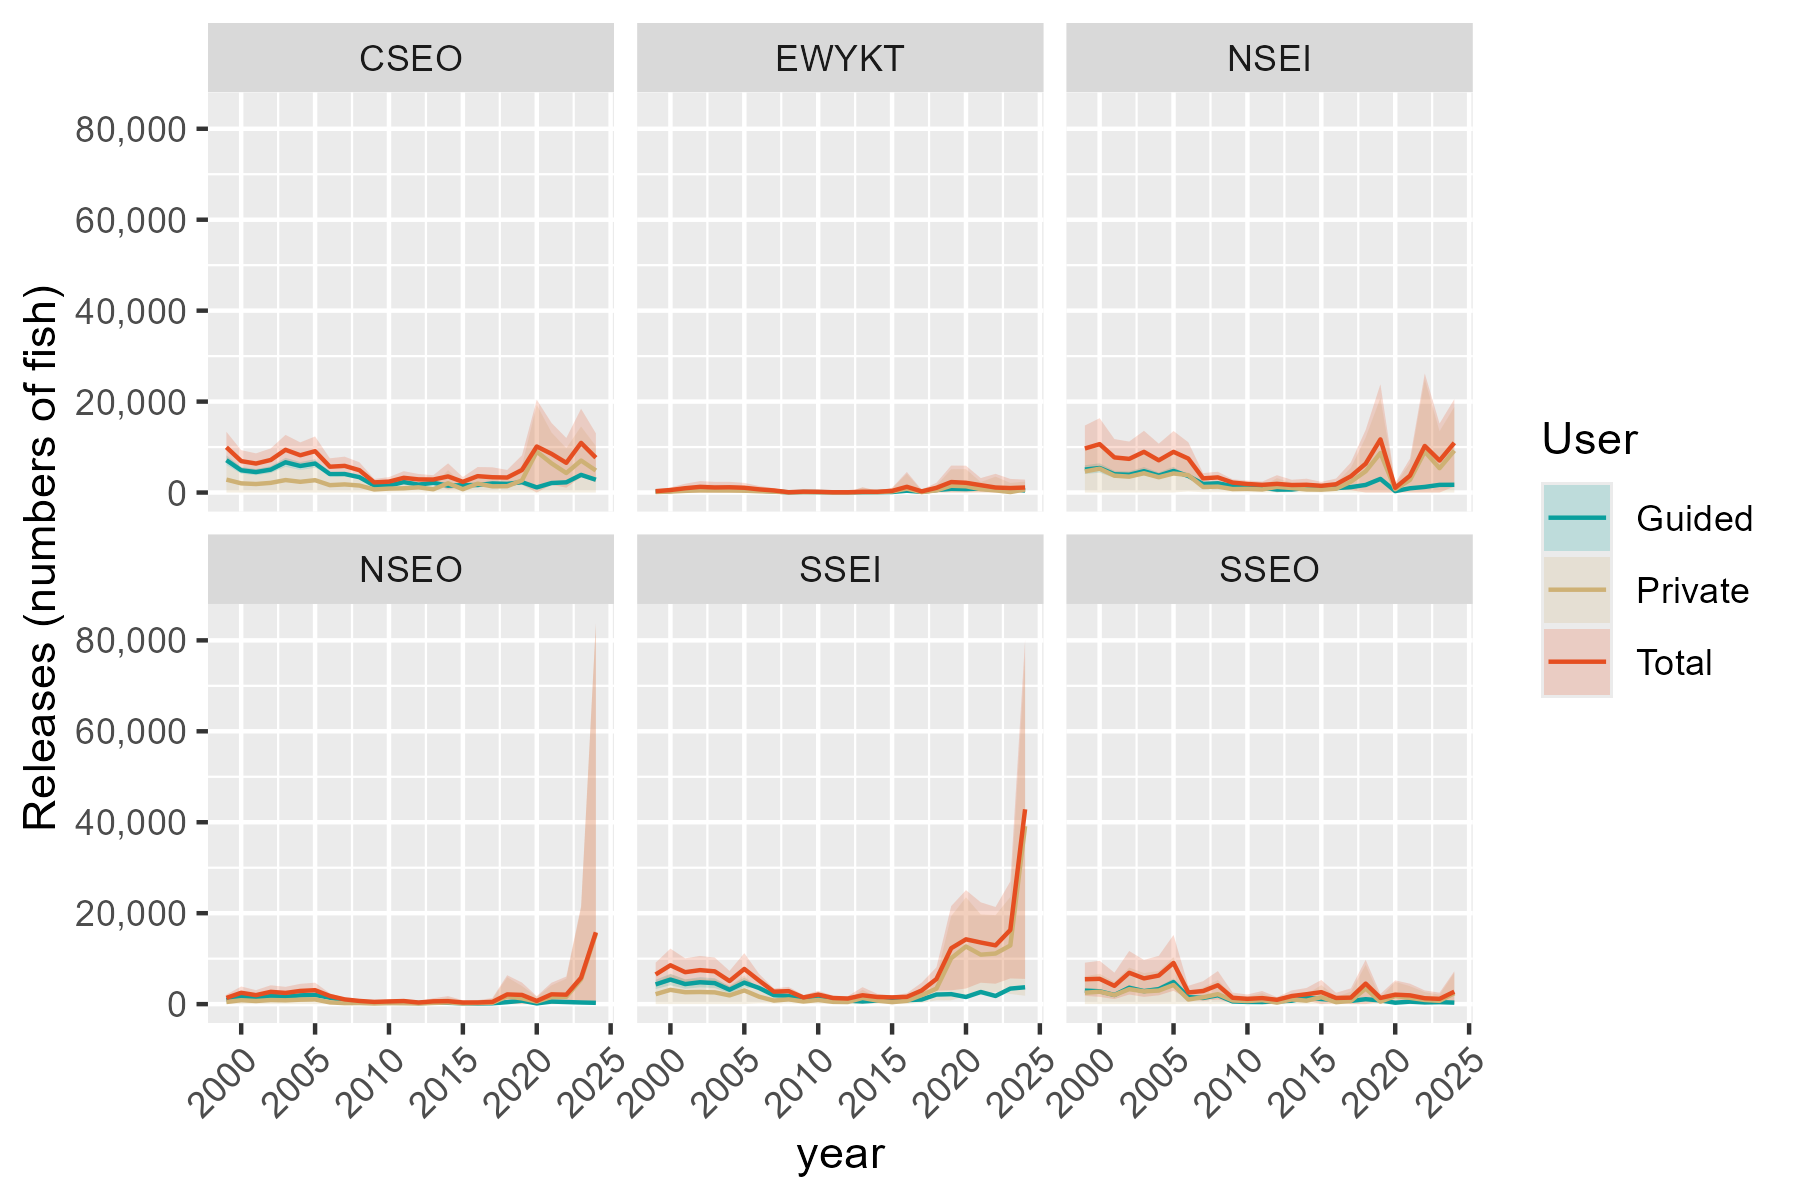 CSEO EWYKT NSEI
80,000
60,000
40,000
20,000
0
NSEO SSEI SSEO
80,000
60,000
40,000
20,000
0
2000 2005 2010 2015 2020 2025 2000 2005 2010 2015 2020 2025 2000 2005 2010 2015 2020 2025
year
Releases (numbers of fish)
User
Guided
Private
Total